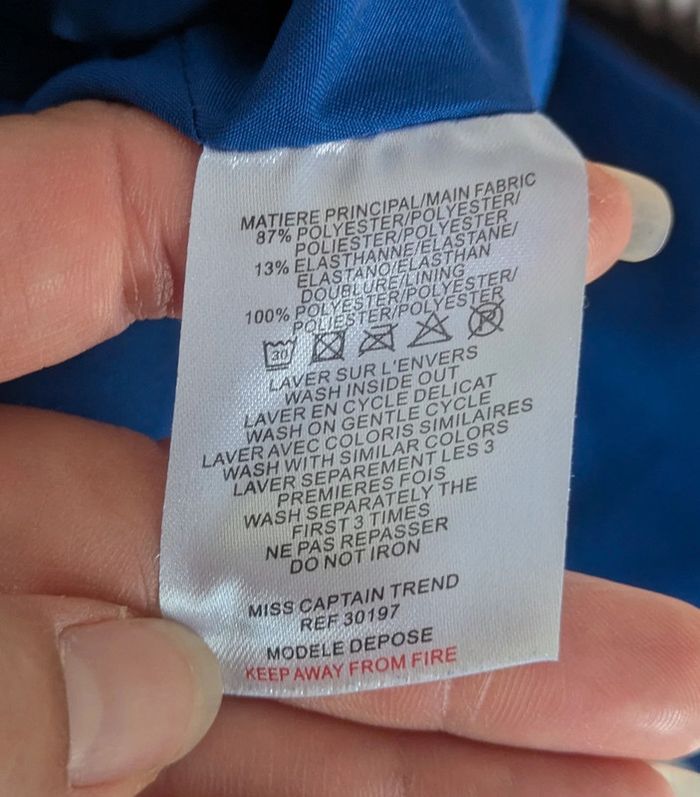 MATIERE PRINCIPAL/MAIN FABRIC
87% POLYESTER/POLYESTER/
POLIESTER/POLYESTER
13% ELASTHANNE/ELASTANE/
ELASTANO/ELASTHAN
DOUBLURE/LINING
100% POLYESTER/POLYESTER/
POLIESTER/POLYESTER
30
LAVER SUR L'ENVERS
WASH INSIDE OUT
LAVER EN CYCLE DELICAT
WASH ON GENTLE CYCLE
LAVER AVEC COLORIS SIMILAIRES
WASH WITH SIMILAR COLORS
LAVER SEPAREMENT LES 3
PREMIERES FOIS
WASH SEPARATELY THE
FIRST 3 TIMES
NE PAS REPASSER
DO NOT IRON
MISS CAPTAIN TREND
REF 30197
MODELE DEPOSE
KEEP AWAY FROM FIRE